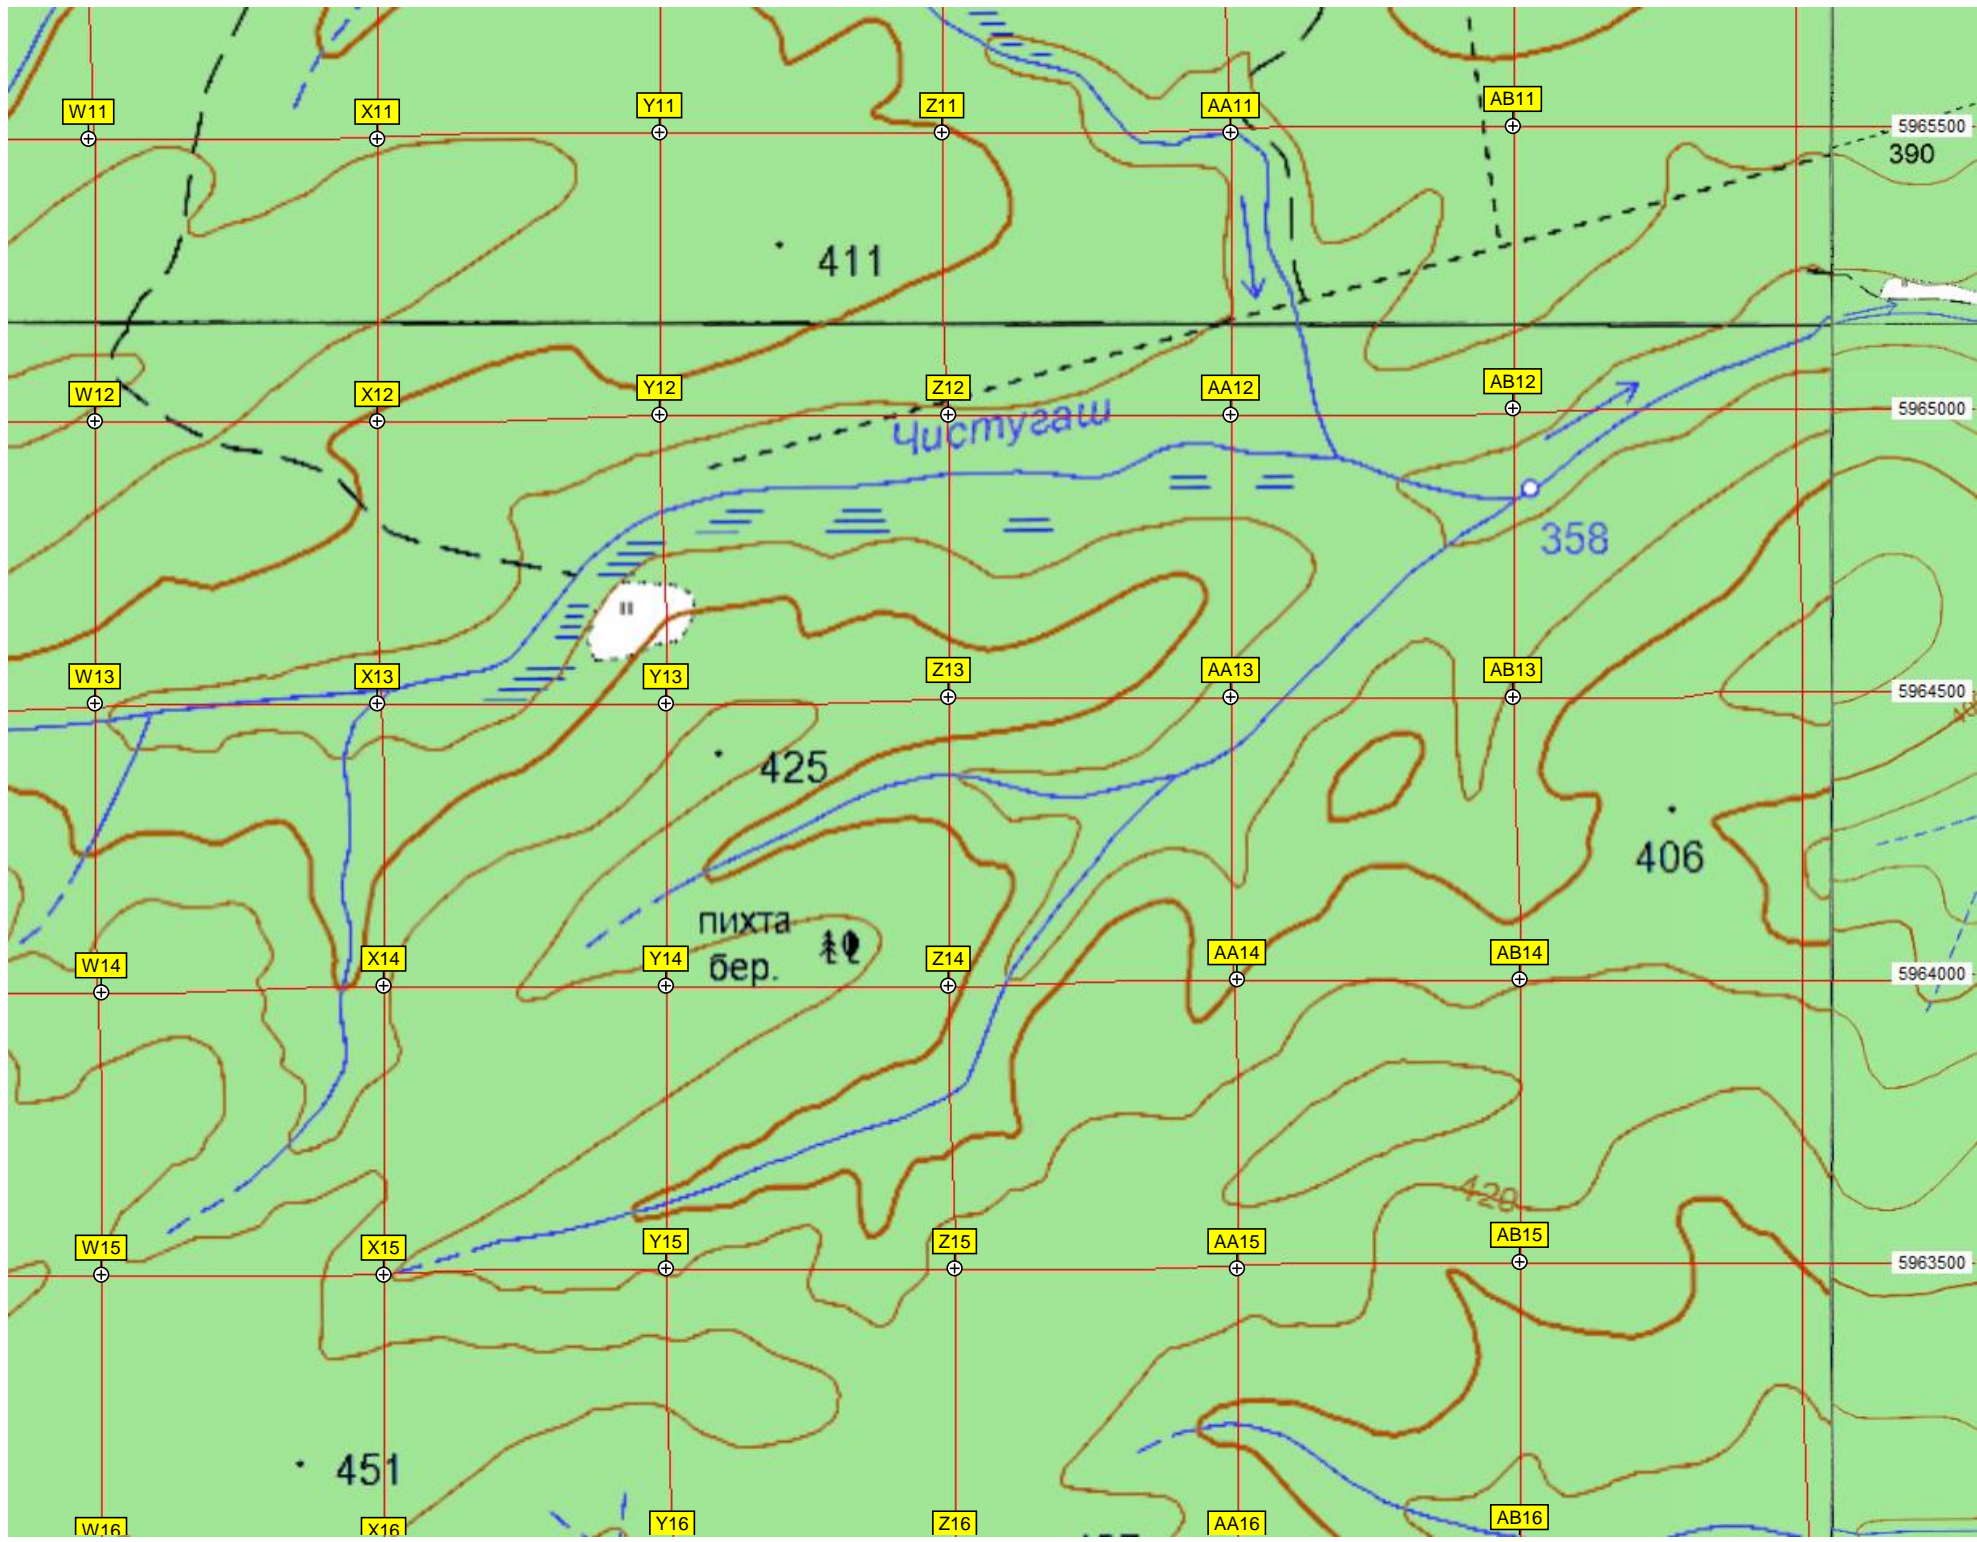 W11 X11 Y11 Z11 AA11 AB11 5965500
390
411
W12 X12 Y12 Z12 AA12 AB12 5965000
Чистугаш
358
W13 X13 Y13 Z13 AA13 AB13 5964500
425
406
пихта
бер.
W14 X14 Y14 Z14 AA14 AB14 5964000
420
W15 X15 Y15 Z15 AA15 AB15 5963500
451
W16 X16 Y16 Z16 AA16 AB16